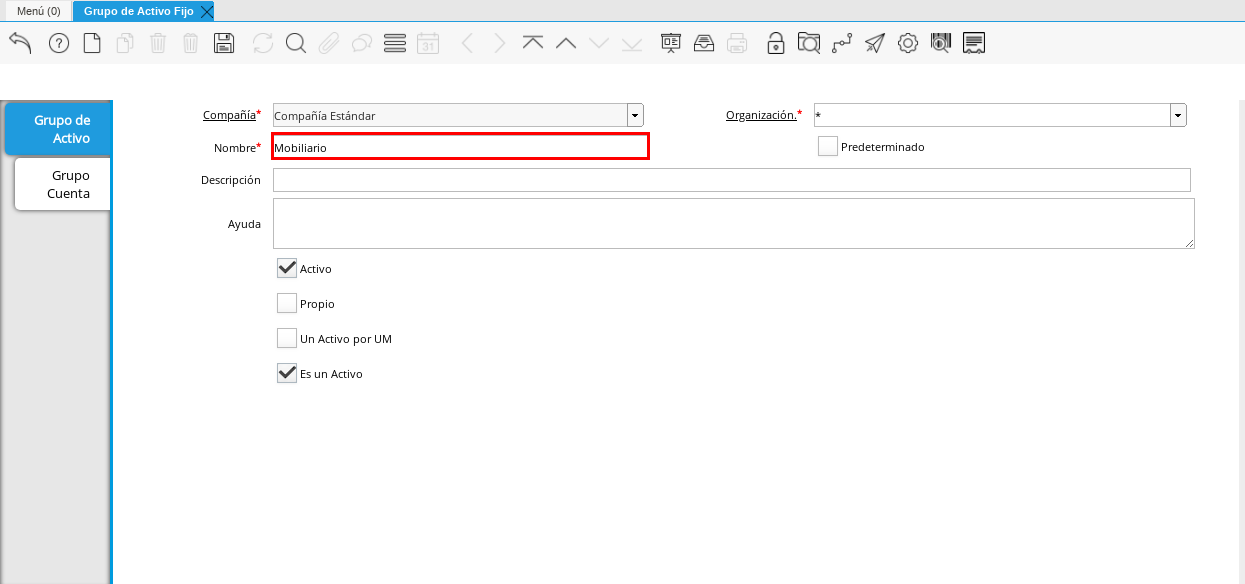 Menú (0)
Grupo de Activo Fijo
31
Grupo de
Activo
Grupo
Cuenta
Compañía*
Compañía Estándar
Organización.*
*
Nombre*
Mobiliario
Predeterminado
Descripción
Ayuda
Activo
Propio
Un Activo por UM
Es un Activo